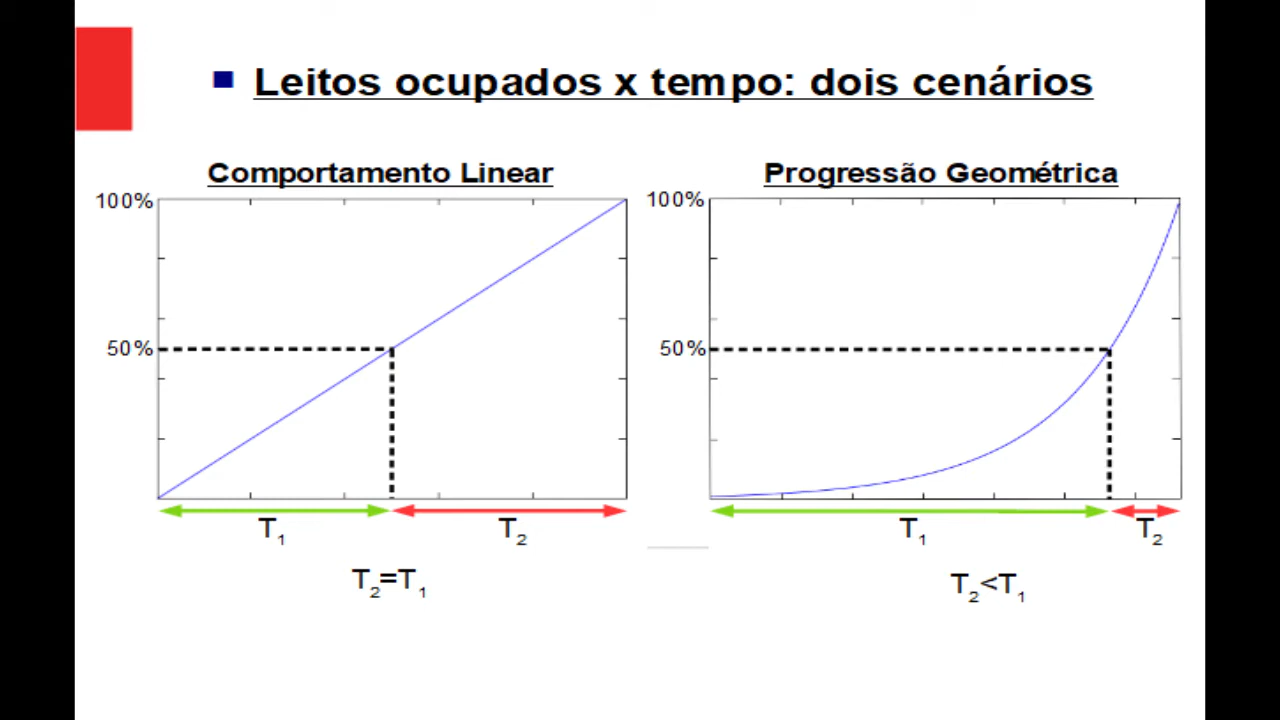 Leitos ocupados x tempo: dois cenários
Comportamento Linear
100%
50%
T1
T2
T2=T1
Progressão Geométrica
100%
50%
T1
T2
T2<T1